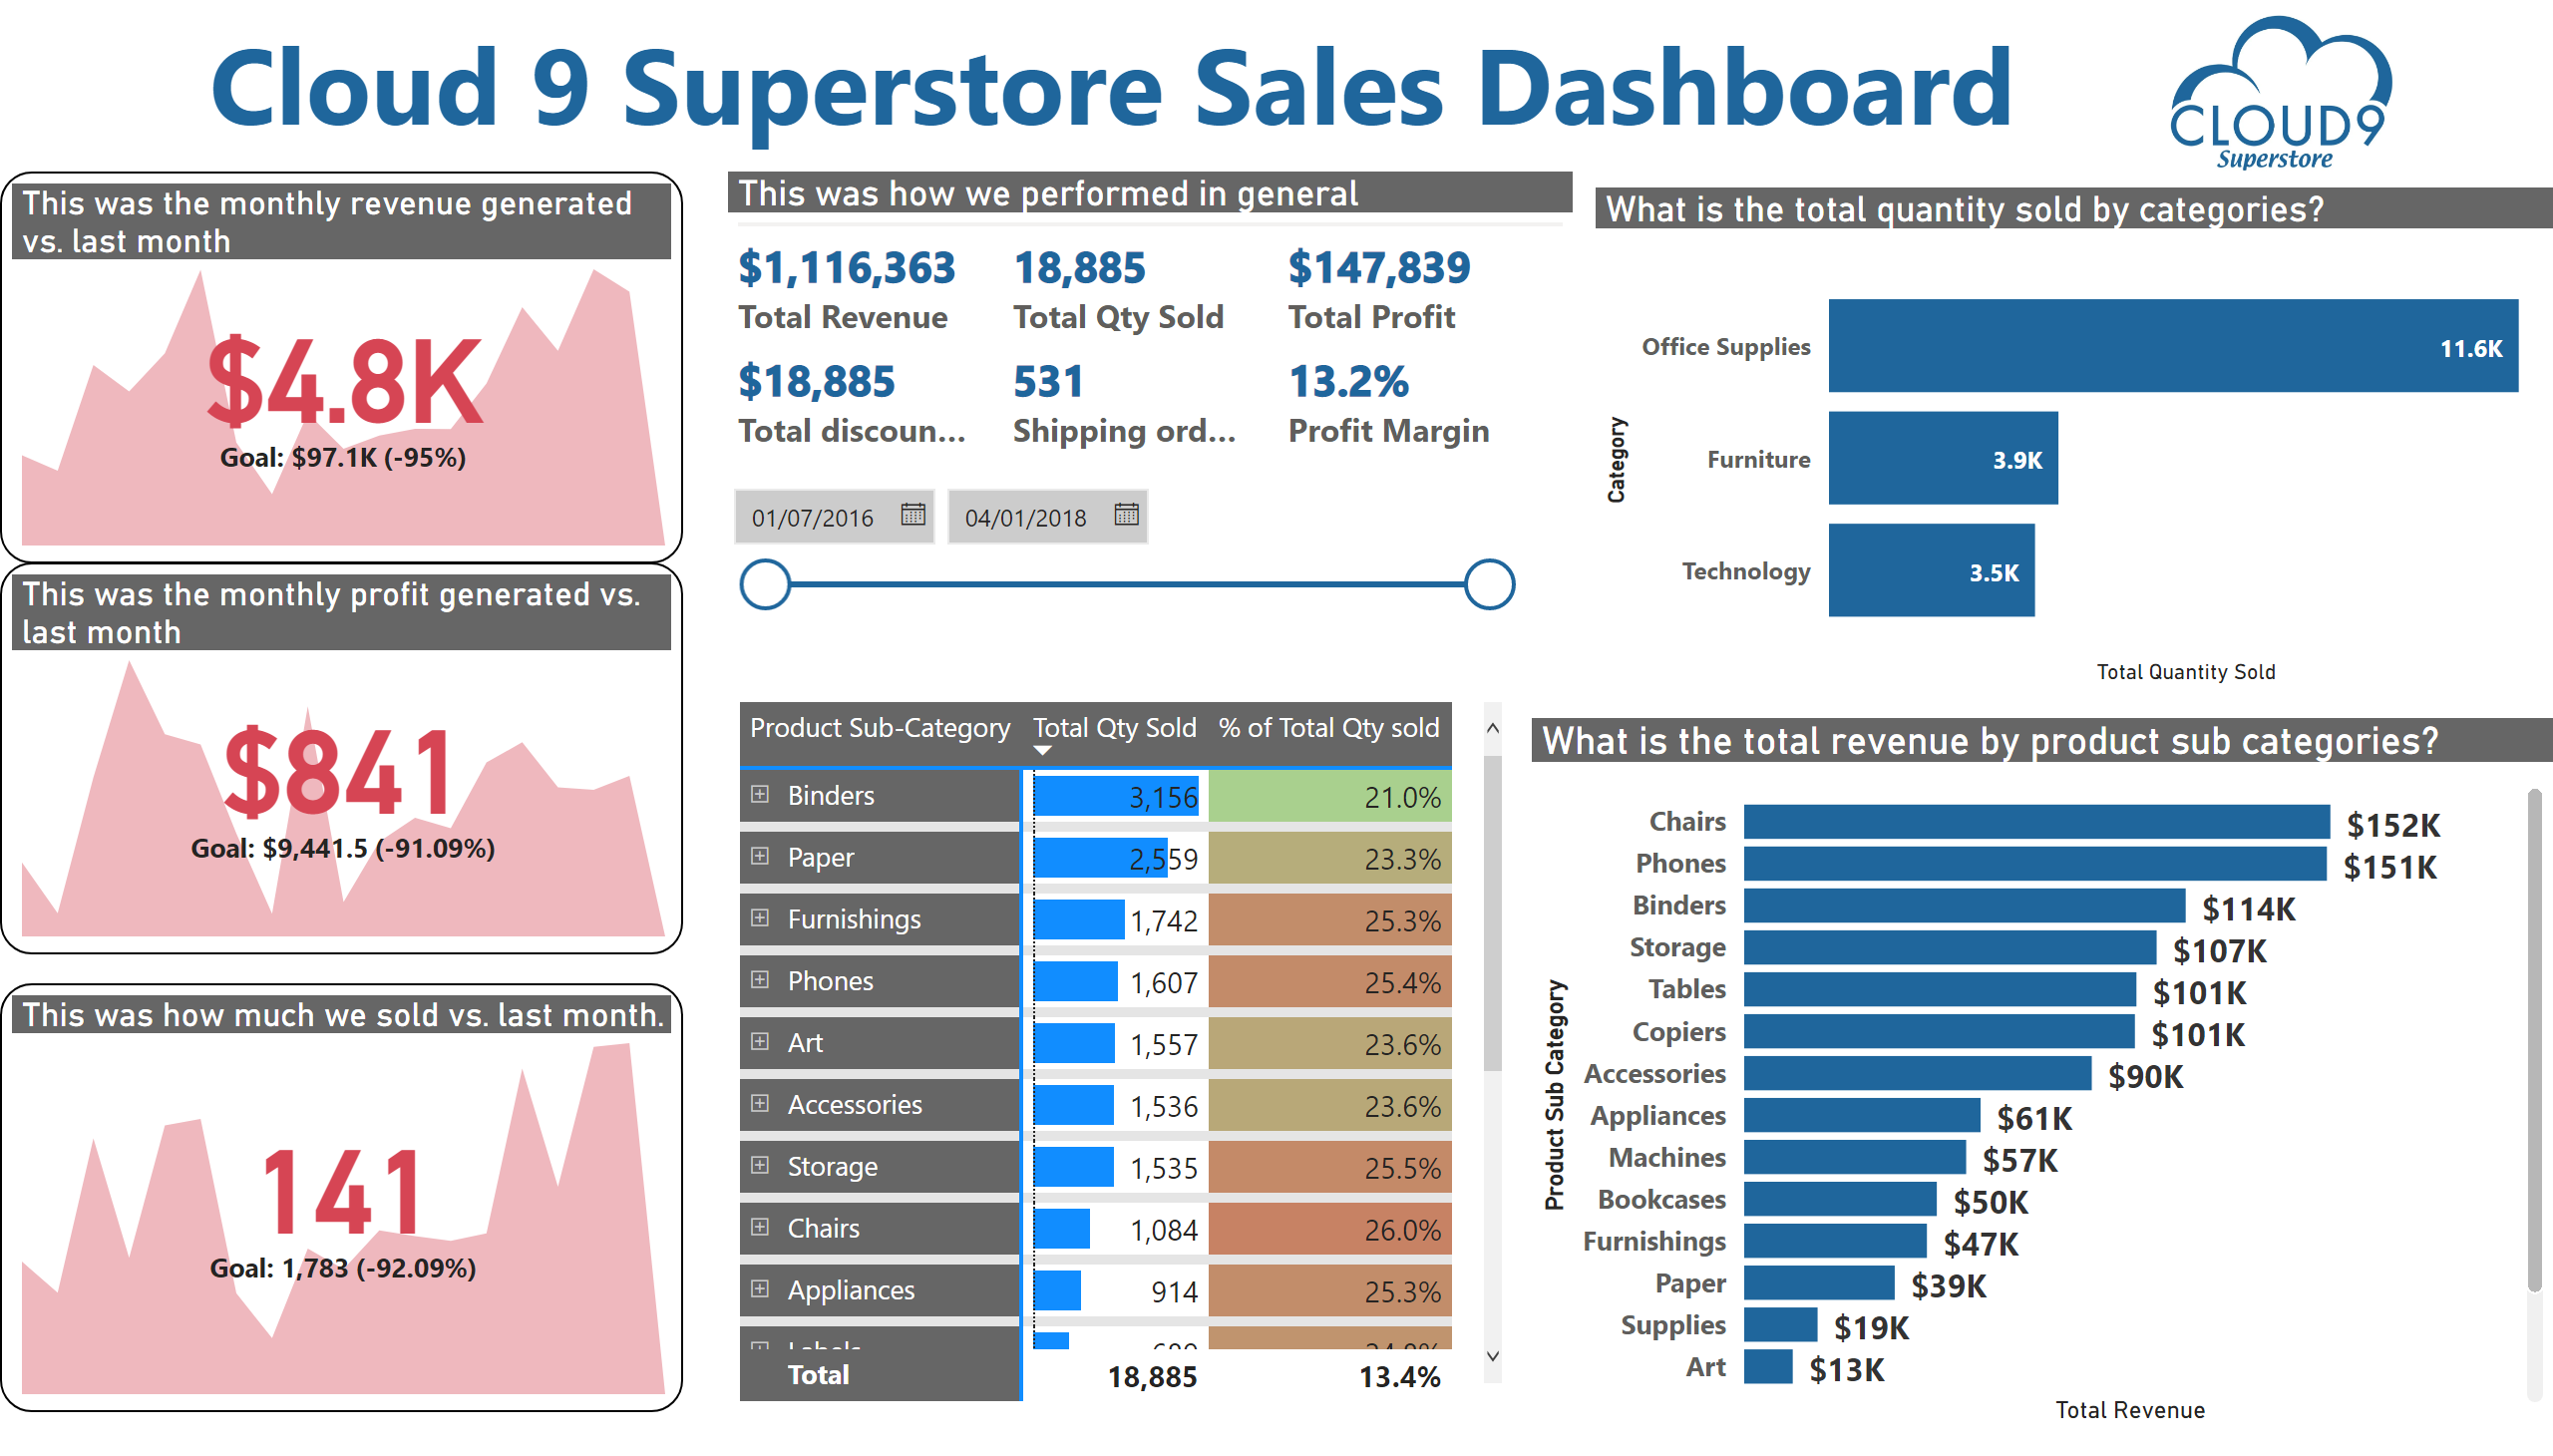 Cloud 9 Superstore Sales Dashboard
CLOUD9
Superstore
This was the monthly revenue generated
vs. last month
$4.8K
Goal: $97.1K (-95%)
This was the monthly profit generated vs.
last month
$841
Goal: $9,441.5 (-91.09%)
This was how much we sold vs. last month.
141
Goal: 1,783 (-92.09%)
This was how we performed in general
$1,116,363 18,885 $147,839
Total Revenue Total Qty Sold Total Profit
$18,885 531 13.2%
Total discoun... Shipping ord... Profit Margin
01/07/2016 04/01/2018
Product Sub-Category Total Qty Sold % of Total Qty sold
Binders 3,156 21.0%
Paper 2,559 23.3%
Furnishings 1,742 25.3%
Phones 1,607 25.4%
Art 1,557 23.6%
Accessories 1,536 23.6%
Storage 1,535 25.5%
Chairs 1,084 26.0%
Appliances 914 25.3%
Total 18,885 13.4%
What is the total quantity sold by categories?
Category
Office Supplies 11.6K
Furniture 3.9K
Technology 3.5K
Total Quantity Sold
What is the total revenue by product sub categories?
Product Sub Category
Chairs $152K
Phones $151K
Binders $114K
Storage $107K
Tables $101K
Copiers $101K
Accessories $90K
Appliances $61K
Machines $57K
Bookcases $50K
Furnishings $47K
Paper $39K
Supplies $19K
Art $13K
Total Revenue